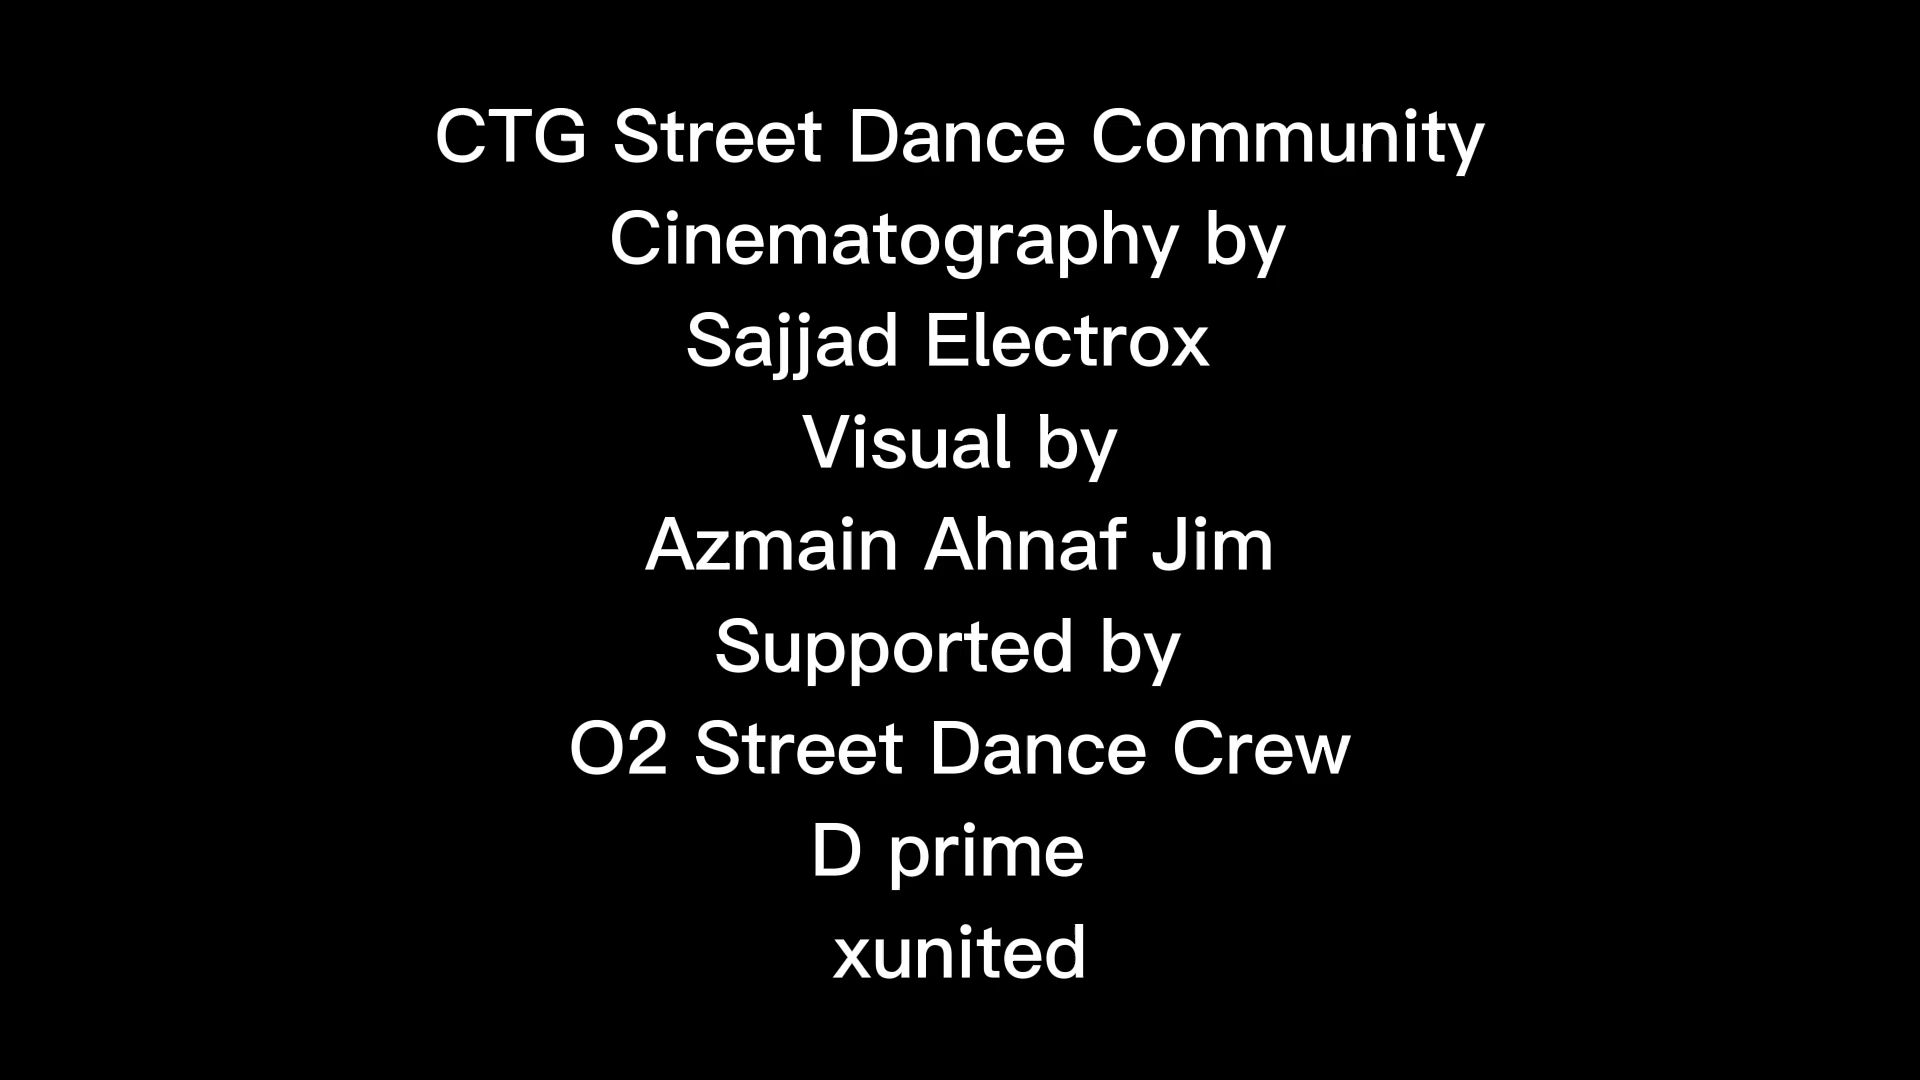 CTG Street Dance Community
Cinematography by
Sajjad Electrox
Visual by
Azmain Ahnaf Jim
Supported by
O2 Street Dance Crew
D prime
xunited